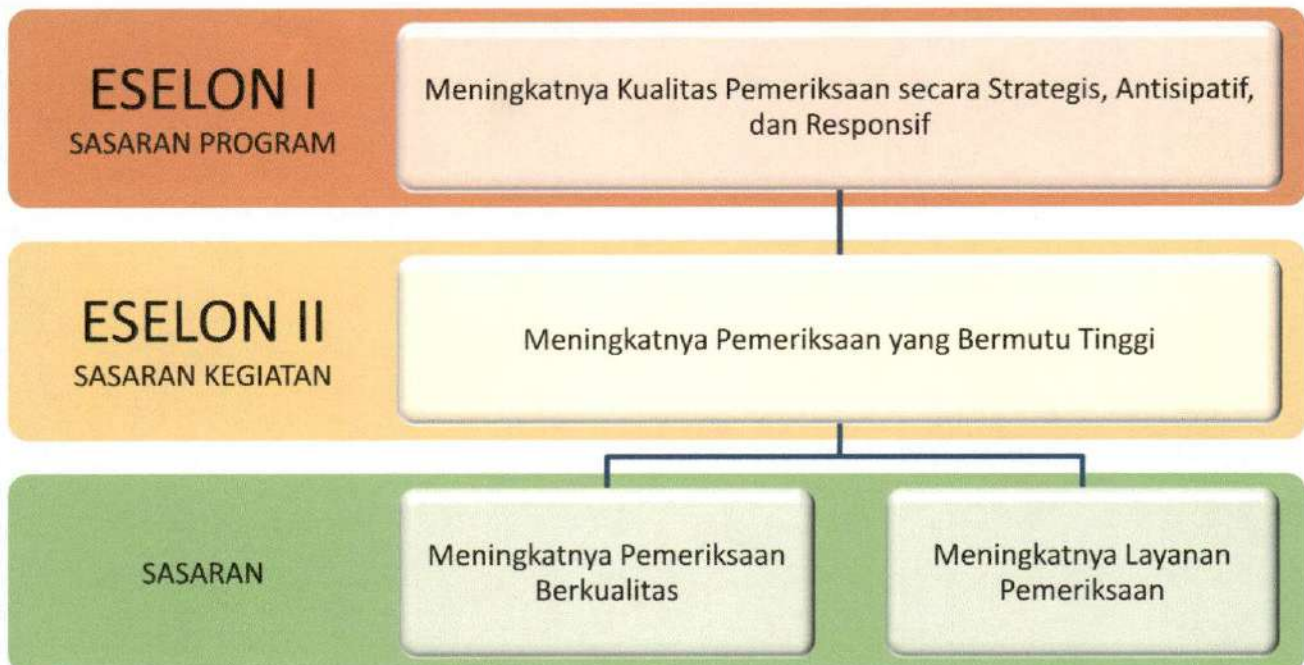 ESELON I
SASARAN PROGRAM
Meningkatnya Kualitas Pemeriksaan secara Strategis, Antisipatif,
dan Responsif
ESELON II
SASARAN KEGIATAN
Meningkatnya Pemeriksaan yang Bermutu Tinggi
SASARAN
Meningkatnya Pemeriksaan
Berkualitas
Meningkatnya Layanan
Pemeriksaan